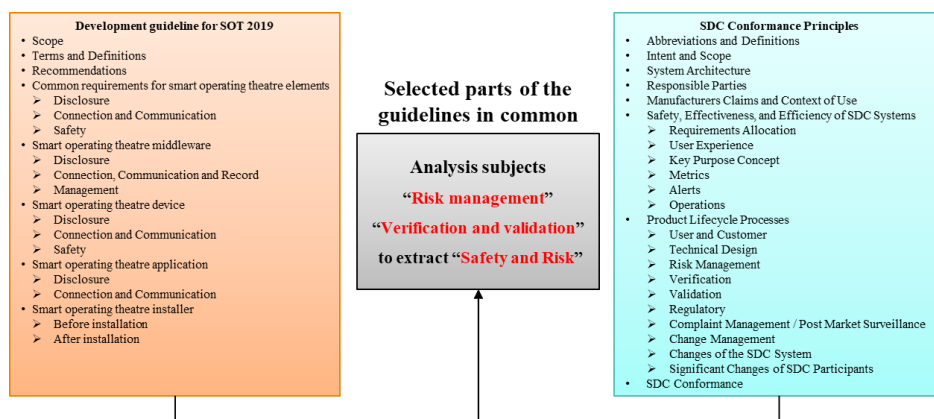 Development guideline for SOT 2019
• Scope
• Terms and Definitions
• Recommendations
• Common requirements for smart operating theatre elements
➢ Disclosure
➢ Connection and Communication
➢ Safety
• Smart operating theatre middleware
➢ Disclosure
➢ Connection, Communication and Record
➢ Management
• Smart operating theatre device
➢ Disclosure
➢ Connection and Communication
➢ Safety
• Smart operating theatre application
➢ Disclosure
➢ Connection and Communication
• Smart operating theatre installer
➢ Before installation
➢ After installation
Selected parts of the
guidelines in common
Analysis subjects
“Risk management”
“Verification and validation”
to extract “Safety and Risk”
SDC Conformance Principles
• Abbreviations and Definitions
• Intent and Scope
• System Architecture
• Responsible Parties
• Manufacturers Claims and Context of Use
• Safety, Effectiveness, and Efficiency of SDC Systems
➢ Requirements Allocation
➢ User Experience
➢ Key Purpose Concept
➢ Metrics
➢ Alerts
➢ Operations
• Product Lifecycle Processes
➢ User and Customer
➢ Technical Design
➢ Risk Management
➢ Verification
➢ Validation
➢ Regulatory
➢ Complaint Management / Post Market Surveillance
➢ Change Management
➢ Changes of the SDC System
➢ Significant Changes of SDC Participants
• SDC Conformance